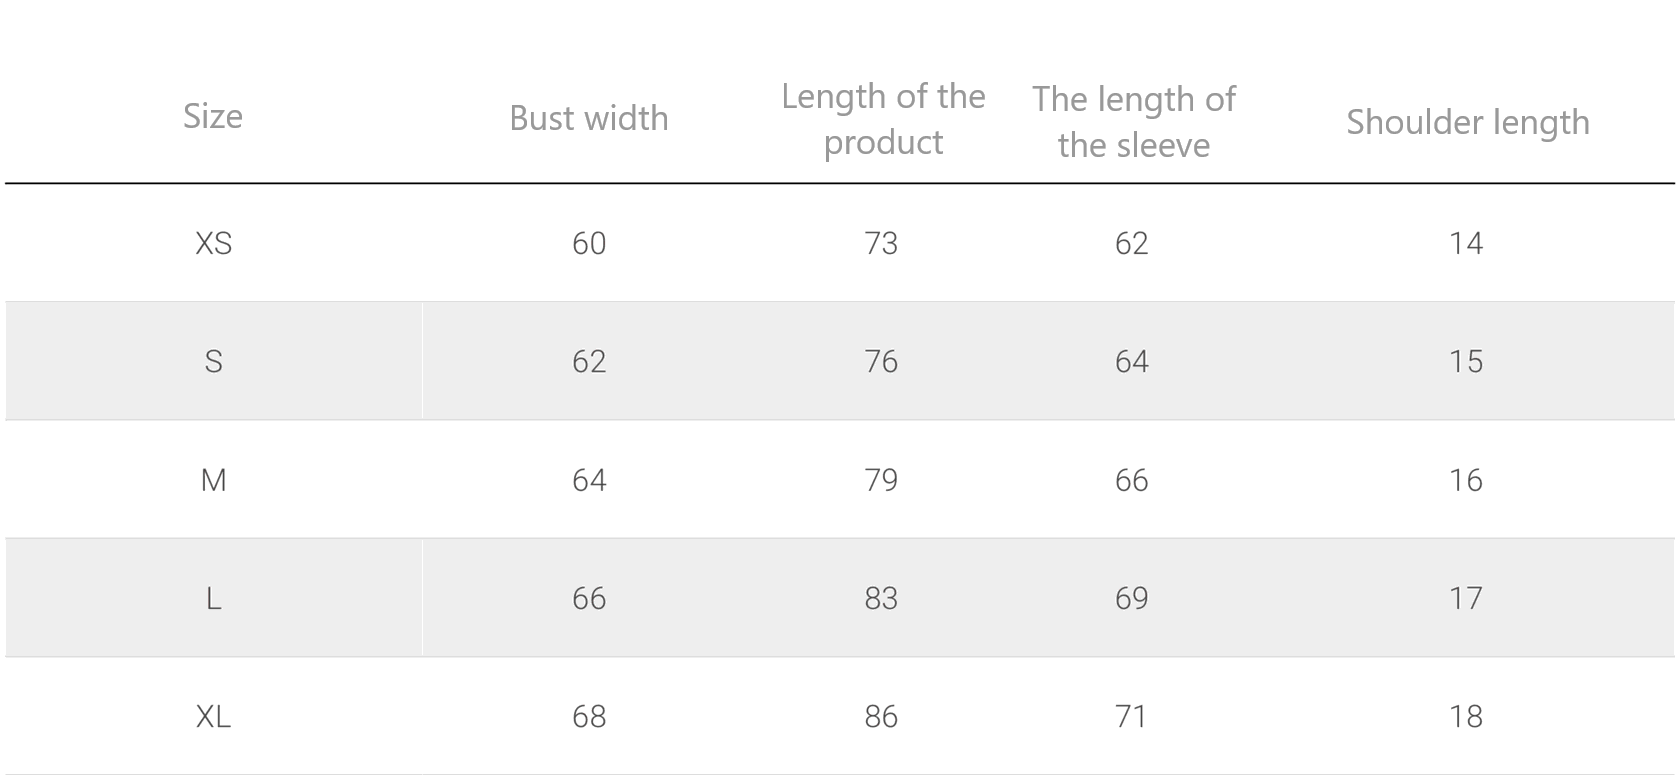 Size
Bust width
Length of the
product
The length of
the sleeve
Shoulder length
XS 60 73 62 14
S 62 76 64 15
M 64 79 66 16
L 66 83 69 17
XL 68 86 71 18